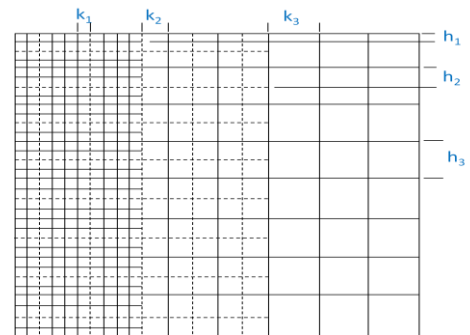 k₁ k₂ k₃
h₁
h₂
h₃